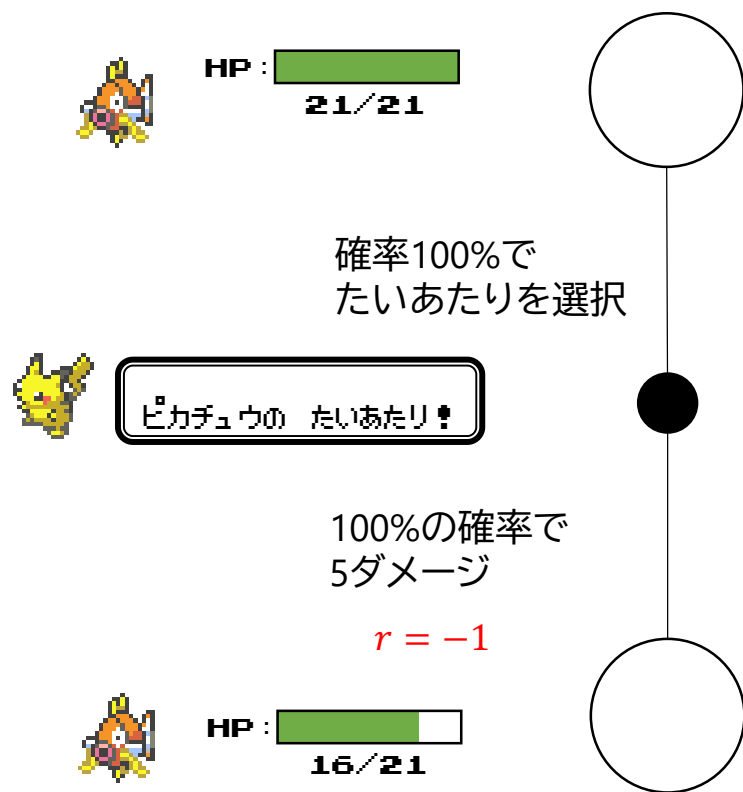 HP:
21/21
確率100%で
たいあたりを選択
ピカチュウの たいあたり!
100%の確率で
5ダメージ
r = −1
HP:
16/21